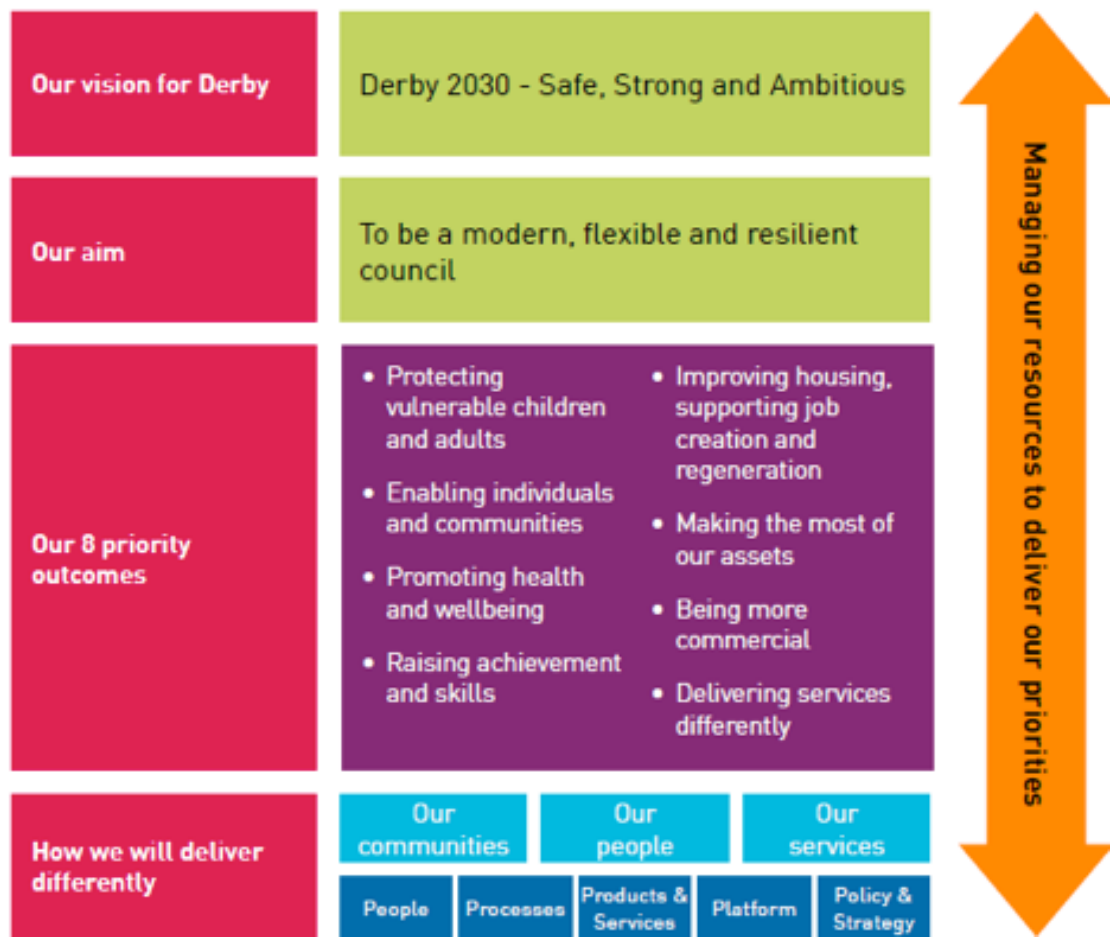 Our vision for Derby
Derby 2030 - Safe, Strong and Ambitious
Our aim
To be a modern, flexible and resilient
council
Our 8 priority
outcomes
• Protecting
vulnerable children
and adults
• Enabling individuals
and communities
• Promoting health
and wellbeing
• Raising achievement
and skills
• Improving housing,
supporting job
creation and
regeneration
• Making the most of
our assets
• Being more
commercial
• Delivering services
differently
How we will deliver
differently
Our
communities
Our
people
Our
services
People
Processes
Products &
Services
Platform
Policy &
Strategy
Managing our resources to deliver our priorities